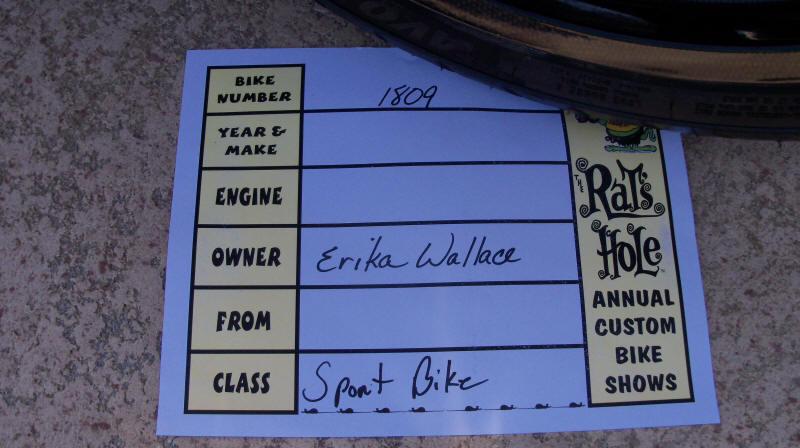 BIKE
NUMBER
1809
YEAR &
MAKE
ENGINE
OWNER
Erika Wallace
FROM
CLASS
Sport Bike
THE
RAT'S
HOLE
ANNUAL
CUSTOM
BIKE
SHOWS